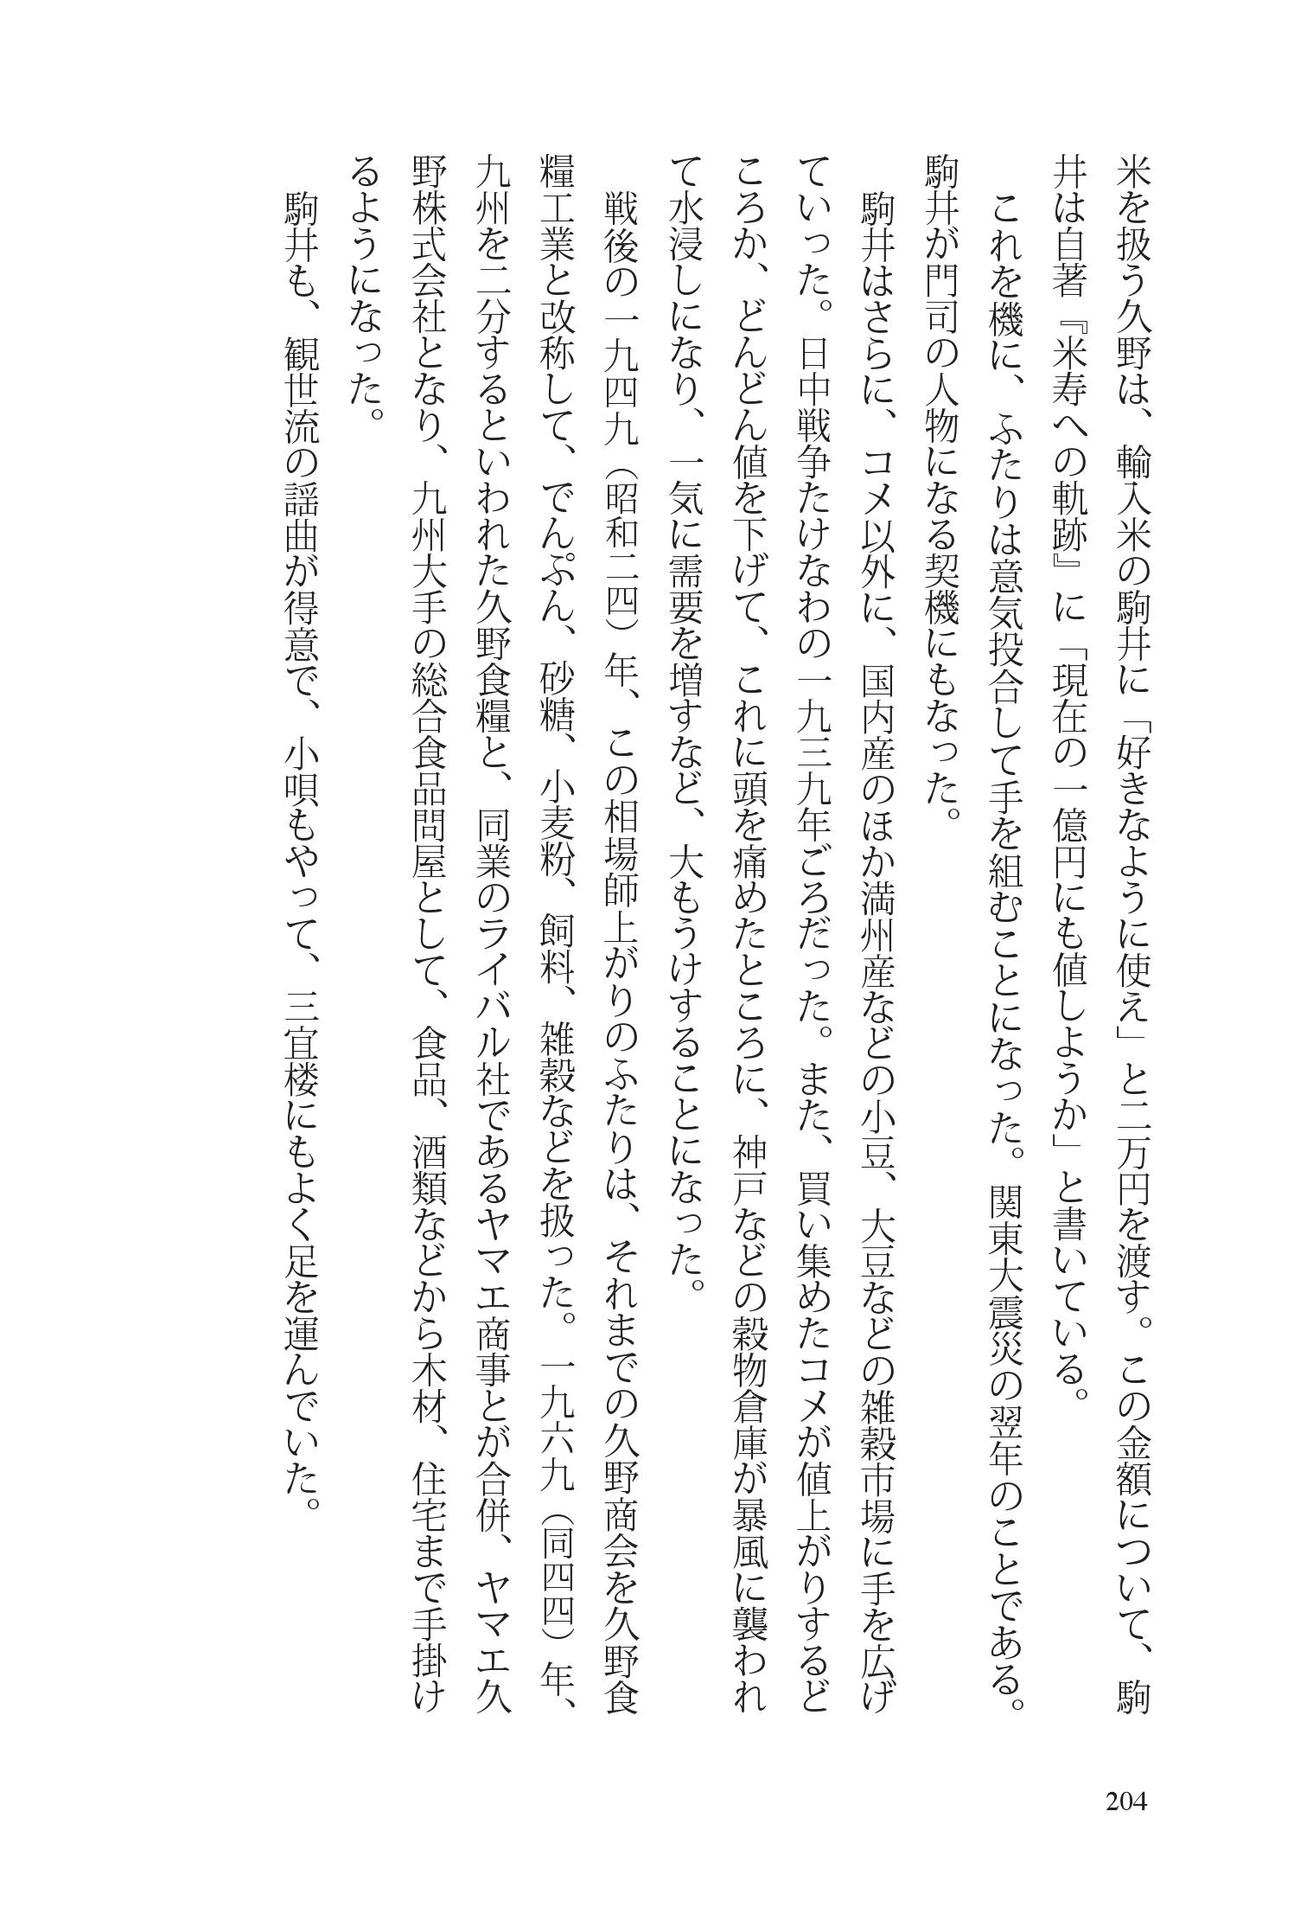 米を扱う久野は、輸入米の駒井に「好きなように使え」と二万円を渡す。この金額について、駒
井は自著『米寿への軌跡』に「現在の一億円にも値しようか」と書いている。
これを機に、ふたりは意気投合して手を組むことになった。関東大震災の翌年のことである。
駒井が門司の人物になる契機にもなった。
駒井はさらに、コメ以外に、国内産のほか満州産などの小豆、大豆などの雑穀市場に手を広げ
ていった。日中戦争たけなわの一九三九年ごろだった。また、買い集めたコメが値上がりするど
ころか、どんどん値を下げて、これに頭を痛めたところに、神戸などの穀物倉庫が暴風に襲われ
て水浸しになり、一気に需要を増すなど、大もうけすることになった。
戦後の一九四九（昭和二四）年、この相場師上がりのふたりは、それまでの久野商会を久野食
糧工業と改称して、でんぷん、砂糖、小麦粉、飼料、雑穀などを扱った。一九六九（同四四）年、
九州を二分するといわれた久野食糧と、同業のライバル社であるヤマエ商事とが合併、ヤマエ久
野株式会社となり、九州大手の総合食品問屋として、食品、酒類などから木材、住宅まで手掛け
るようになった。
駒井も、観世流の謡曲が得意で、小唄もやって、三宜楼にもよく足を運んでいた。
204